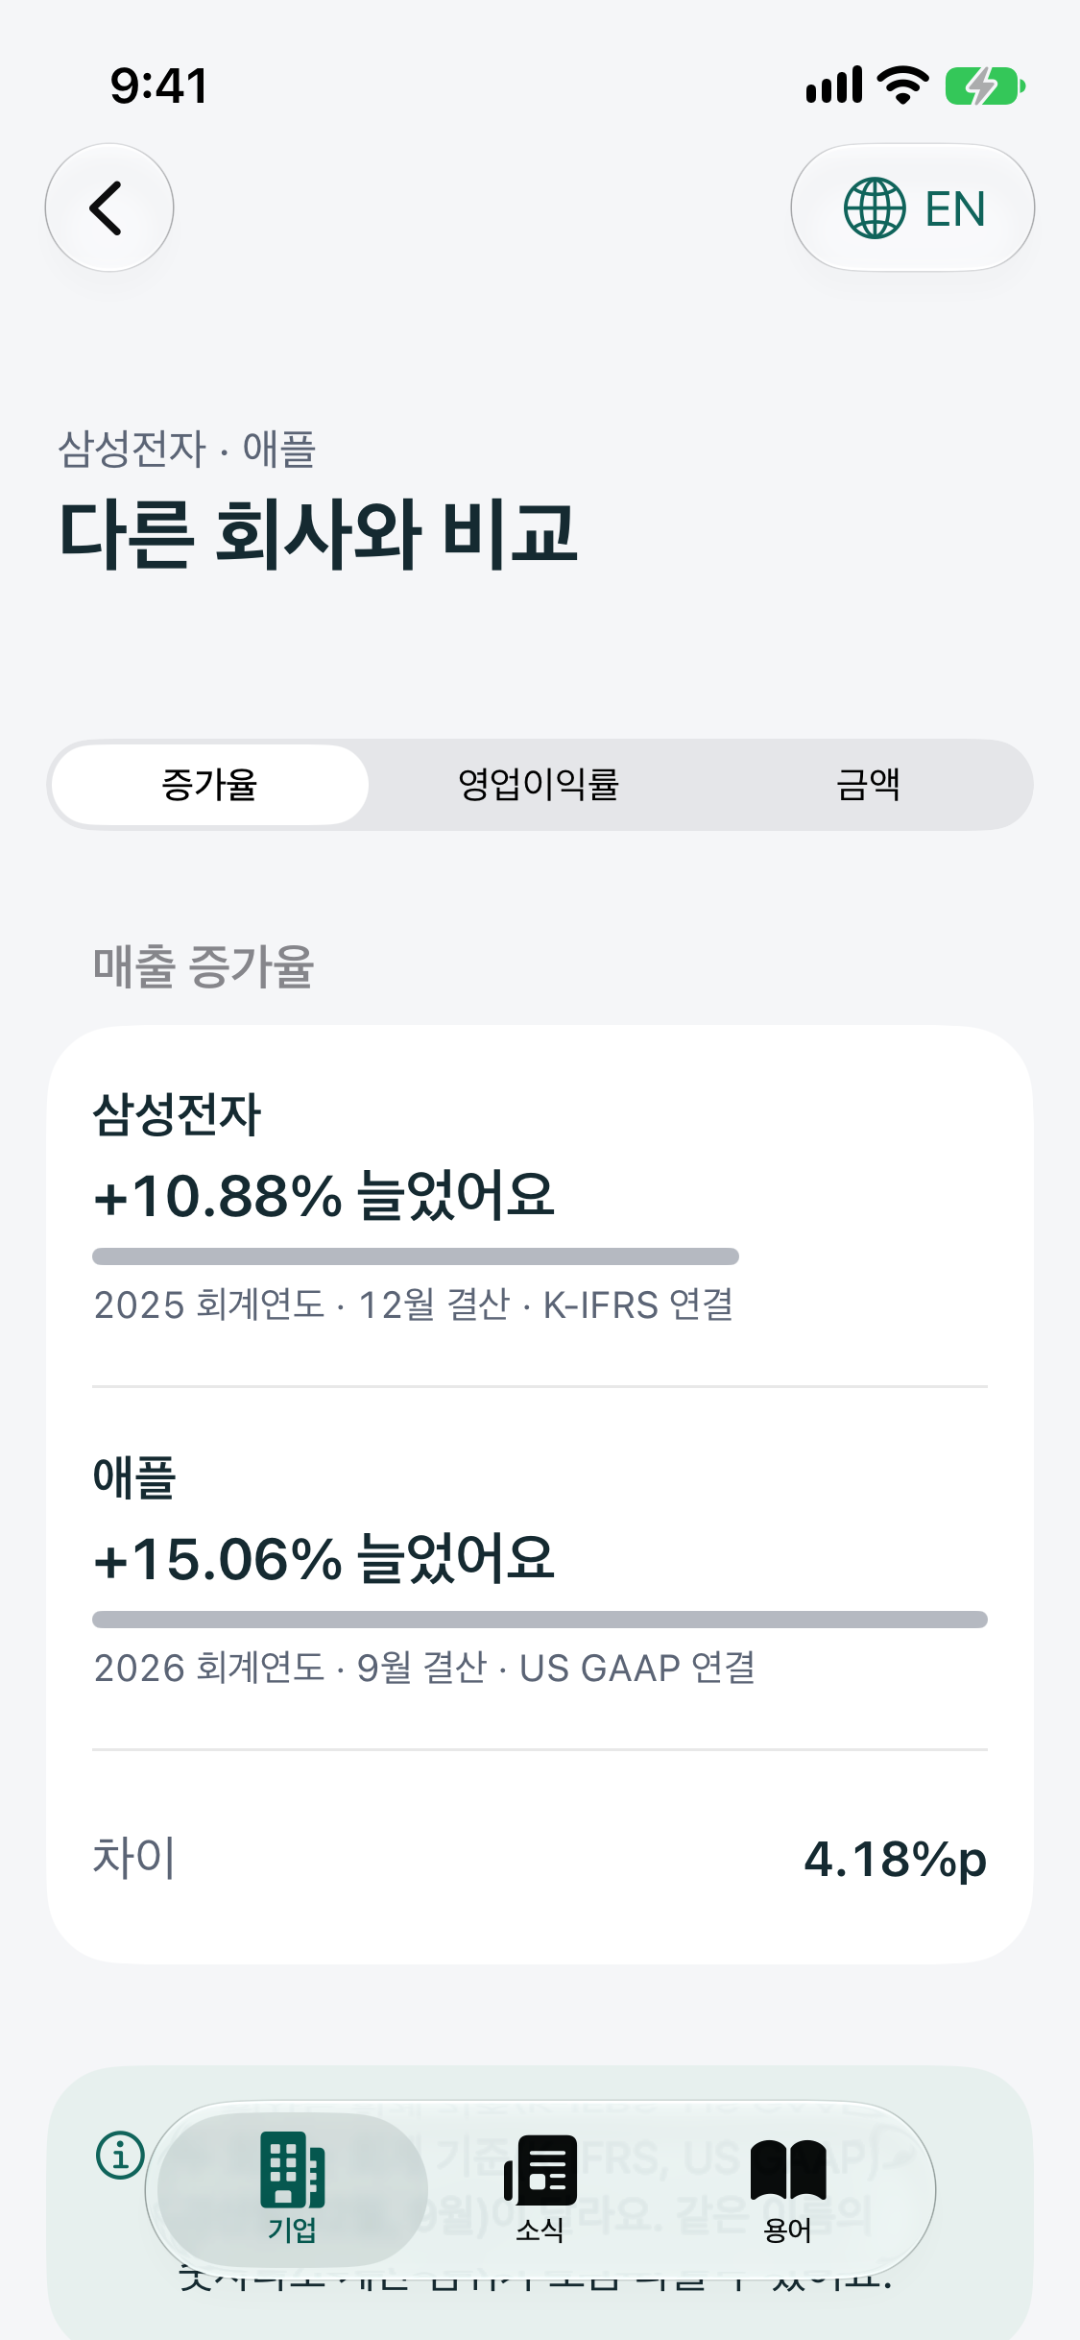 9:41
EN
삼성전자 · 애플
다른 회사와 비교
증가율
영업이익률
금액
매출 증가율
삼성전자
+10.88% 늘었어요
2025 회계연도 · 12월 결산 · K-IFRS 연결
애플
+15.06% 늘었어요
2026 회계연도 · 9월 결산 · US GAAP 연결
차이
4.18%p
기업
소식
용어